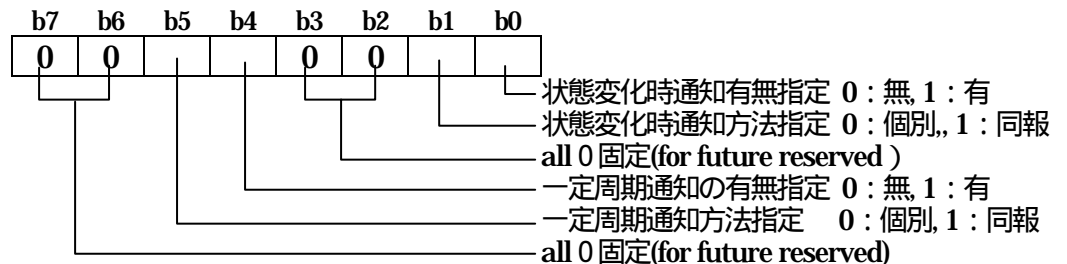 b7 b6 b5 b4 b3 b2 b1 b0
0 0 0 0
状態変化時通知有無指定 0：無, 1：有
状態変化時通知方法指定 0：個別,, 1：同報
all 0 固定(for future reserved )
一定周期通知の有無指定 0：無, 1：有
一定周期通知方法指定 0：個別, 1：同報
all 0 固定(for future reserved)